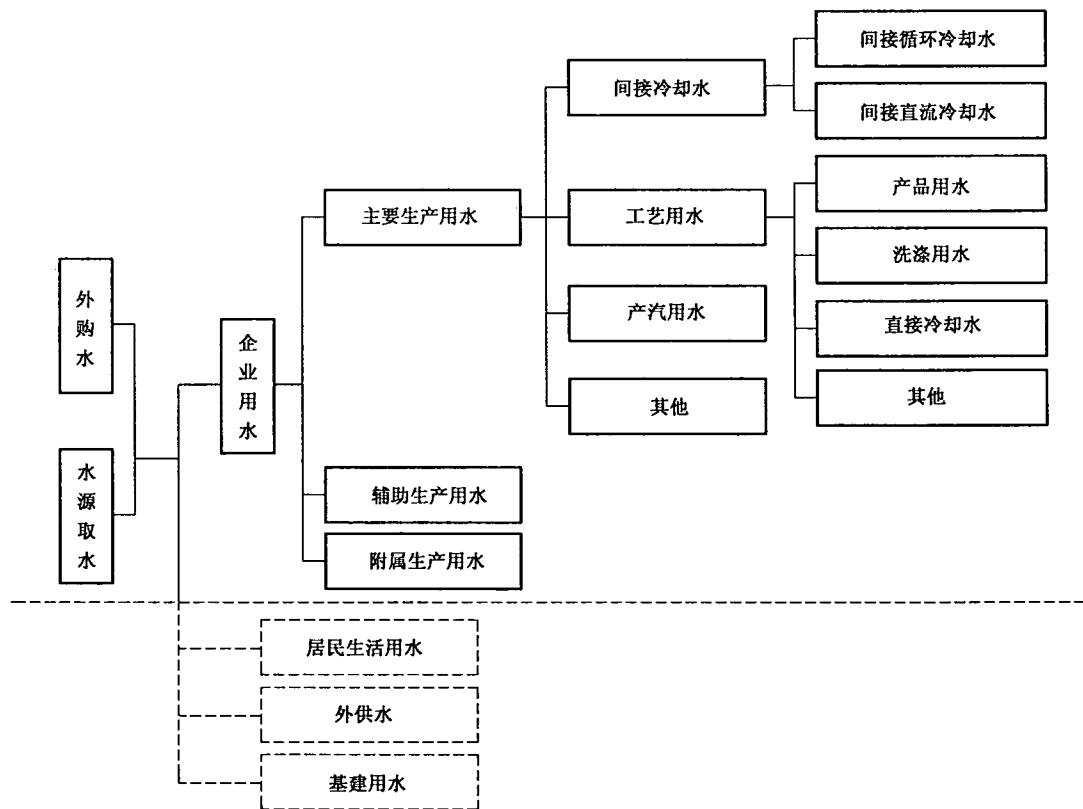 外购水
水源取水
企业用水
主要生产用水
辅助生产用水
附属生产用水
间接冷却水
工艺用水
产汽用水
其他
间接循环冷却水
间接直流冷却水
产品用水
洗涤用水
直接冷却水
其他
居民生活用水
外供水
基建用水